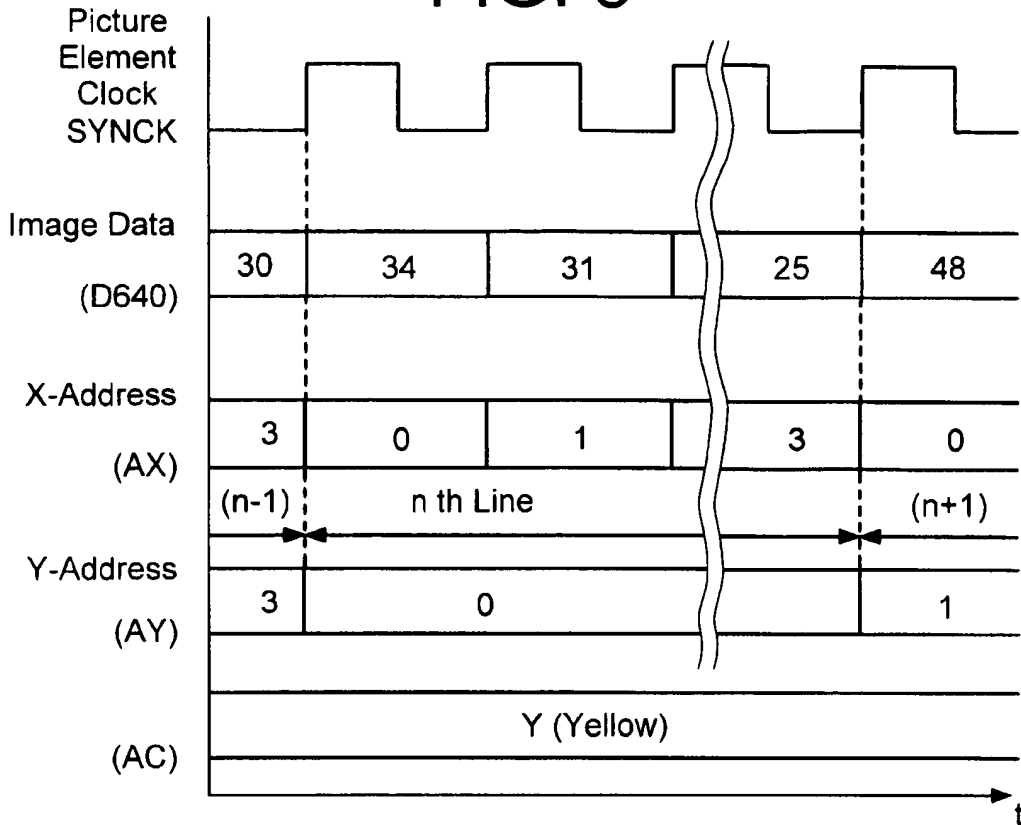 Picture
Element
Clock
SYNCK
Image Data
(D640)
30 34 31 25 48
X-Address
(AX)
3 0 1 3 0
(n-1) n th Line (n+1)
Y-Address
(AY)
3 0 1
(AC)
Y (Yellow)
t